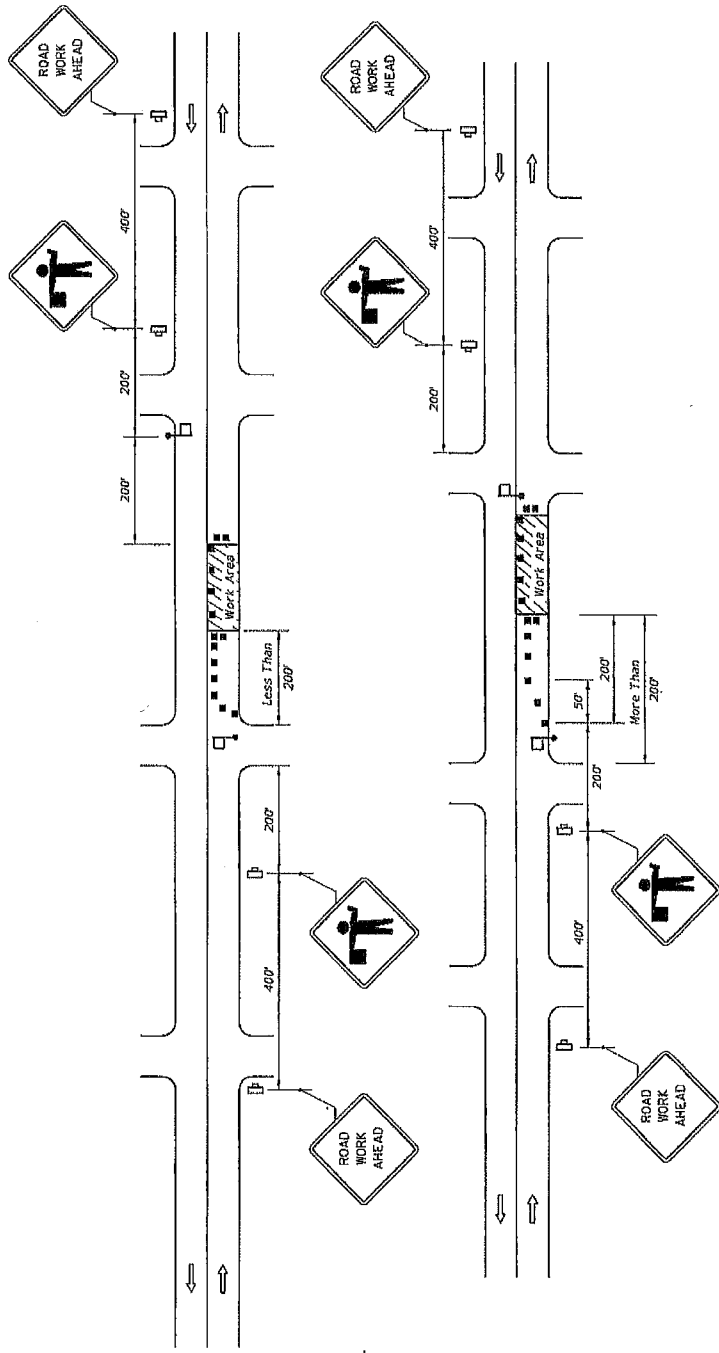 ROAD
WORK
AHEAD
400'
200'
200'
Work Area
Less Than
200'
200'
400'
ROAD
WORK
AHEAD
ROAD
WORK
AHEAD
400'
200'
Work Area
200'
50'
More Than
200'
200'
400'
ROAD
WORK
AHEAD